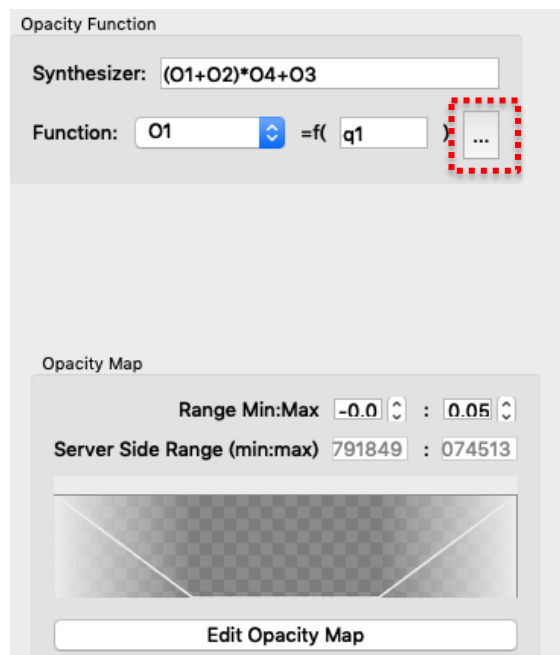 Opacity Function
Synthesizer: (O1+O2)*O4+O3
Function: O1 =f( q1 ) ...
Opacity Map
Range Min:Max -0.0 : 0.05
Server Side Range (min:max) 791849 : 074513
Edit Opacity Map